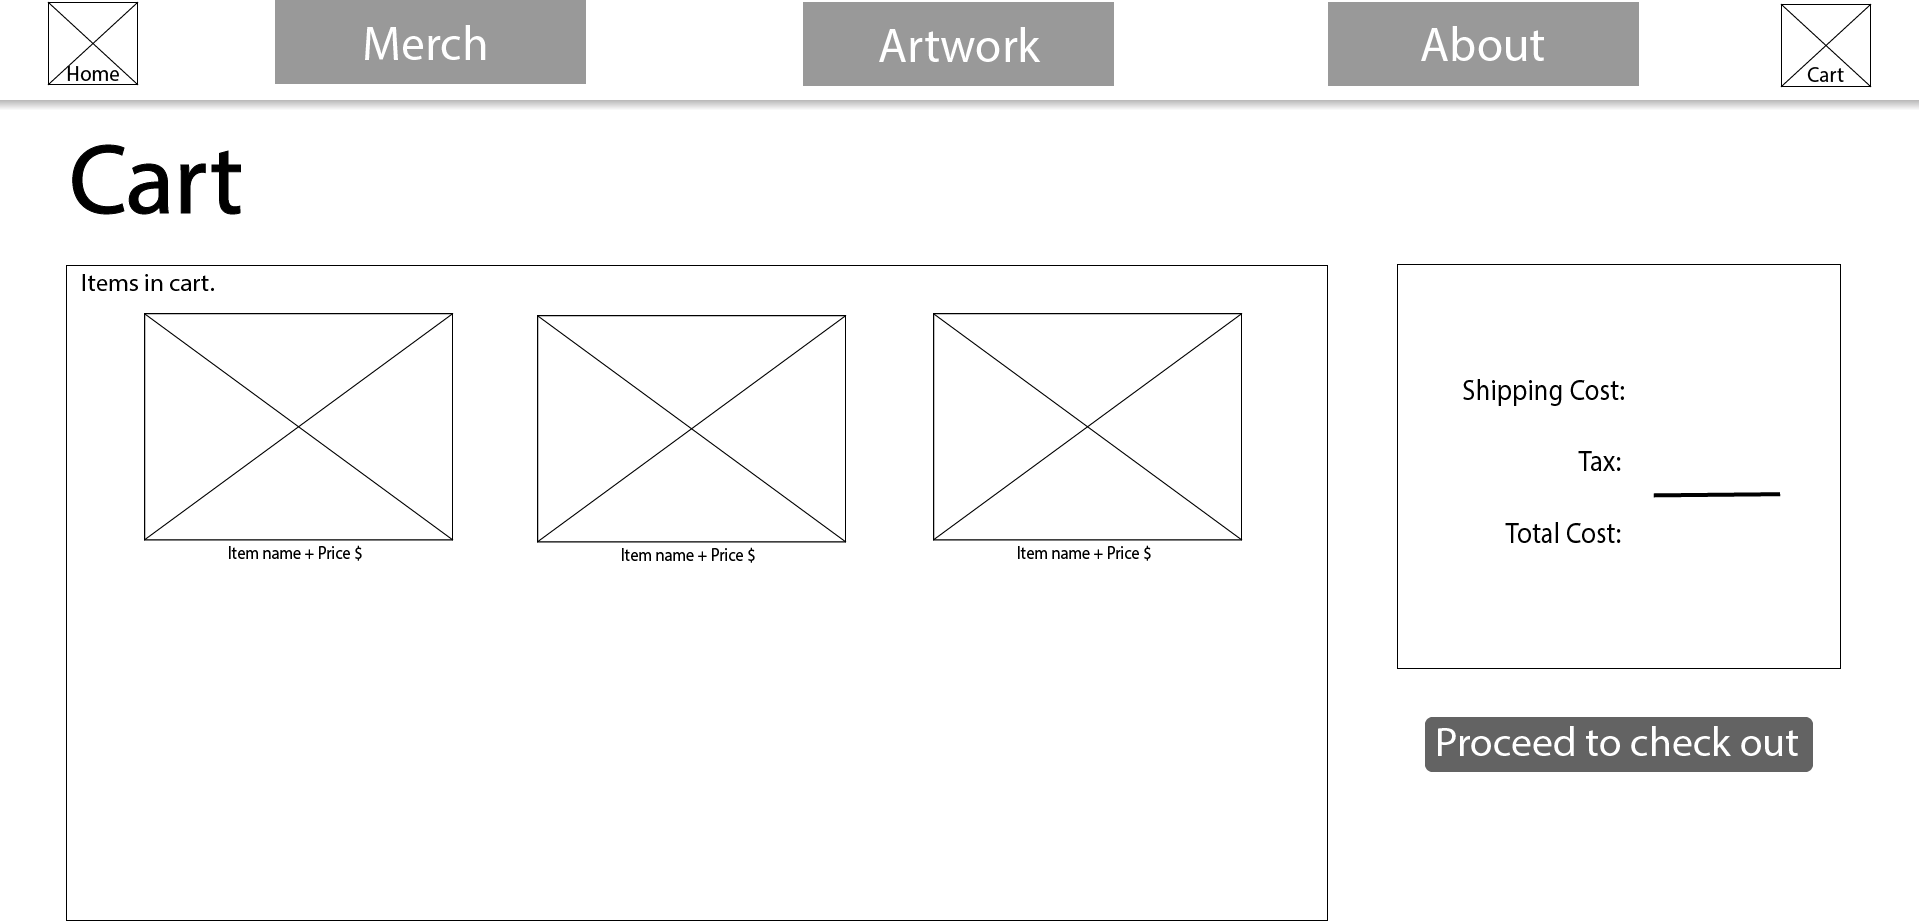 Home
Merch
Artwork
About
Cart
Cart
Items in cart.
Item name + Price $
Item name + Price $
Item name + Price $
Shipping Cost:
Tax:
Total Cost:
Proceed to check out